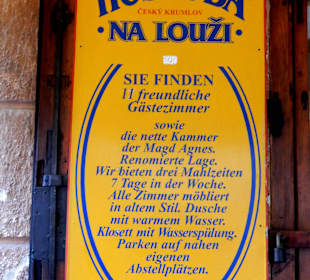 ČESKÝ KRUMLOV
· NA LOUŽI ·
SIE FINDEN
11 freundliche
Gästezimmer
sowie
die nette Kammer
der Magd Agnes.
Renomierte Lage.
Wir bieten drei Mahlzeiten
7 Tage in der Woche.
Alle Zimmer möbliert
in altem Stil. Dusche
mit warmem Wasser.
Klosett mit Wasserspülung.
Parken auf nahen
eigenen
Abstellplätzen.